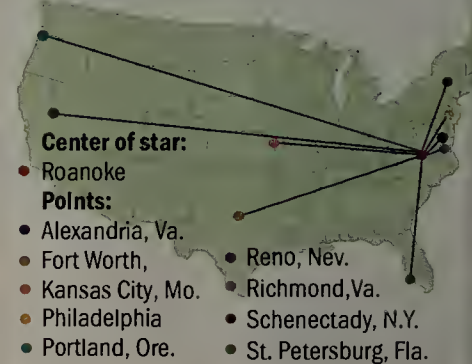 Center of star:
Roanoke
Points:
Alexandria, Va.
Fort Worth,
Kansas City, Mo.
Philadelphia
Portland, Ore.
Reno, Nev.
Richmond,Va.
Schenectady, N.Y.
St. Petersburg, Fla.